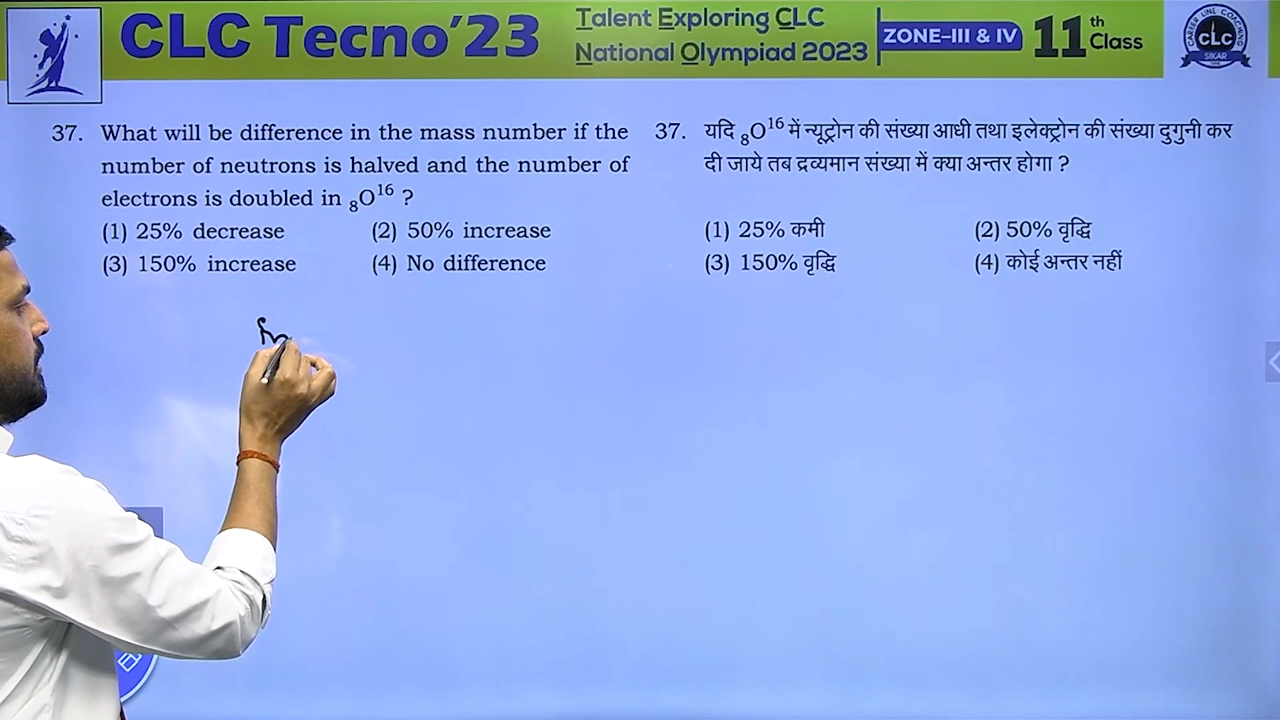 CLC Tecno'23
Talent Exploring CLC
National Olympiad 2023
ZONE–III & IV
11th Class
CAREER LINE COACHING
CLC
SIKAR
37. What will be difference in the mass number if the
number of neutrons is halved and the number of
electrons is doubled in ₈O¹⁶ ?
(1) 25% decrease (2) 50% increase
(3) 150% increase (4) No difference
37. यदि ₈O¹⁶ में न्यूट्रोन की संख्या आधी तथा इलेक्ट्रोन की संख्या दुगुनी कर
दी जाये तब द्रव्यमान संख्या में क्या अन्तर होगा ?
(1) 25% कमी (2) 50% वृद्धि
(3) 150% वृद्धि (4) कोई अन्तर नहीं